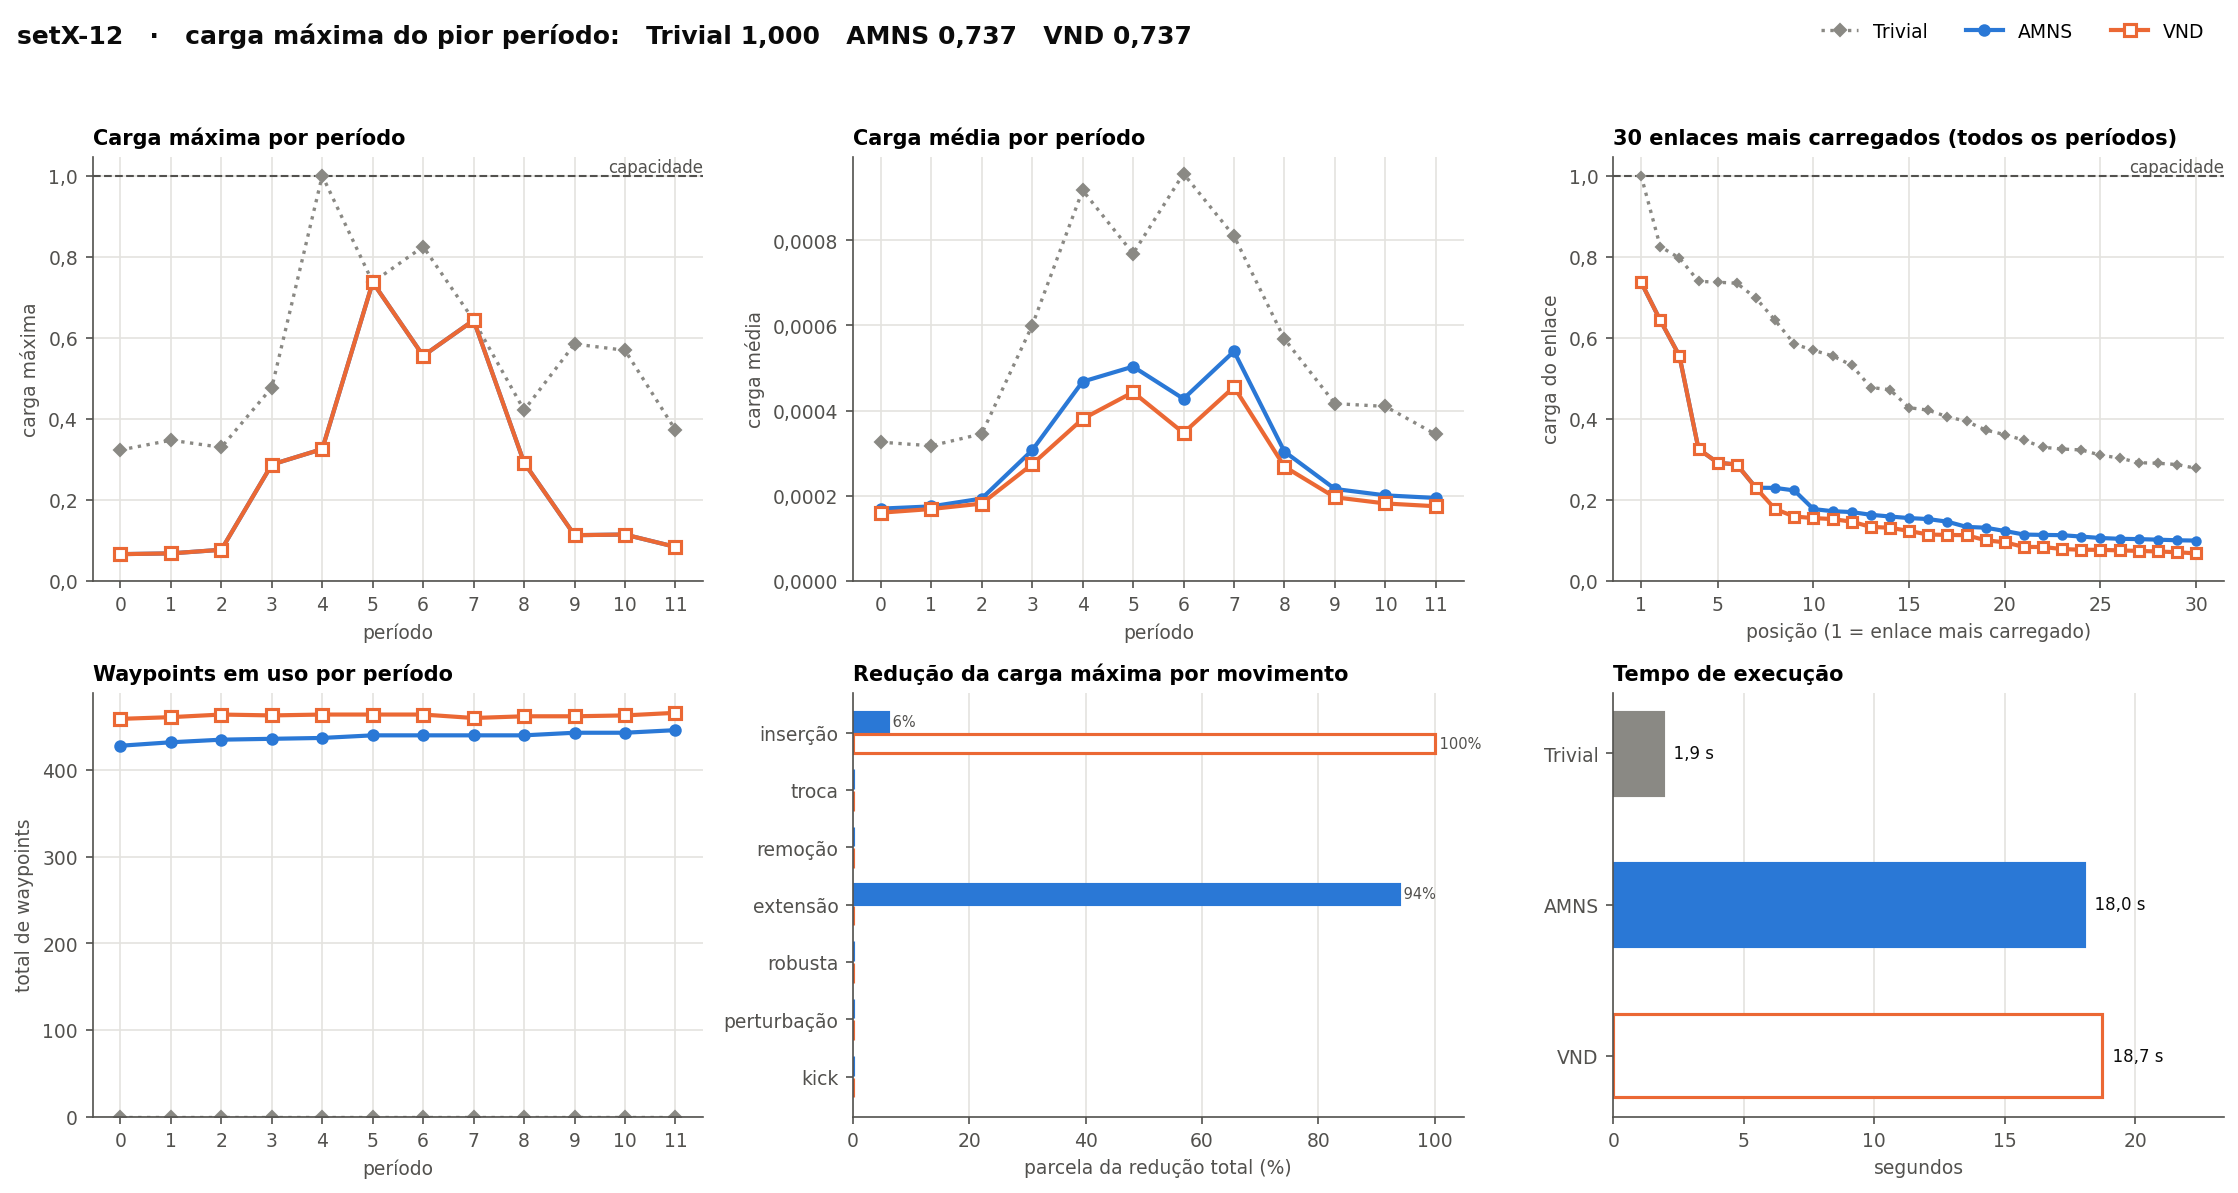 setX-12 · carga máxima do pior período: Trivial 1,000 AMNS 0,737 VND 0,737
Trivial AMNS VND
Carga máxima por período
capacidade
1,0
0,8
0,6
0,4
0,2
0,0
carga máxima
0 1 2 3 4 5 6 7 8 9 10 11
período
Carga média por período
0,0008
0,0006
0,0004
0,0002
0,0000
carga média
0 1 2 3 4 5 6 7 8 9 10 11
período
30 enlaces mais carregados (todos os períodos)
capacidade
1,0
0,8
0,6
0,4
0,2
0,0
carga do enlace
1 5 10 15 20 25 30
posição (1 = enlace mais carregado)
Waypoints em uso por período
400
300
200
100
0
total de waypoints
0 1 2 3 4 5 6 7 8 9 10 11
período
Redução da carga máxima por movimento
inserção
6%
100%
troca
remoção
extensão
94%
robusta
perturbação
kick
0 20 40 60 80 100
parcela da redução total (%)
Tempo de execução
Trivial
1,9 s
AMNS
18,0 s
VND
18,7 s
0 5 10 15 20
segundos